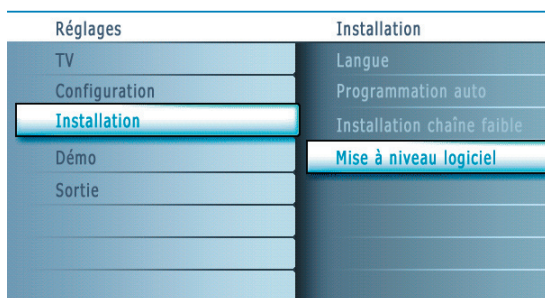 Réglages
TV
Configuration
Installation
Démo
Sortie
Installation
Langue
Programmation auto
Installation chaîne faible
Mise à niveau logiciel